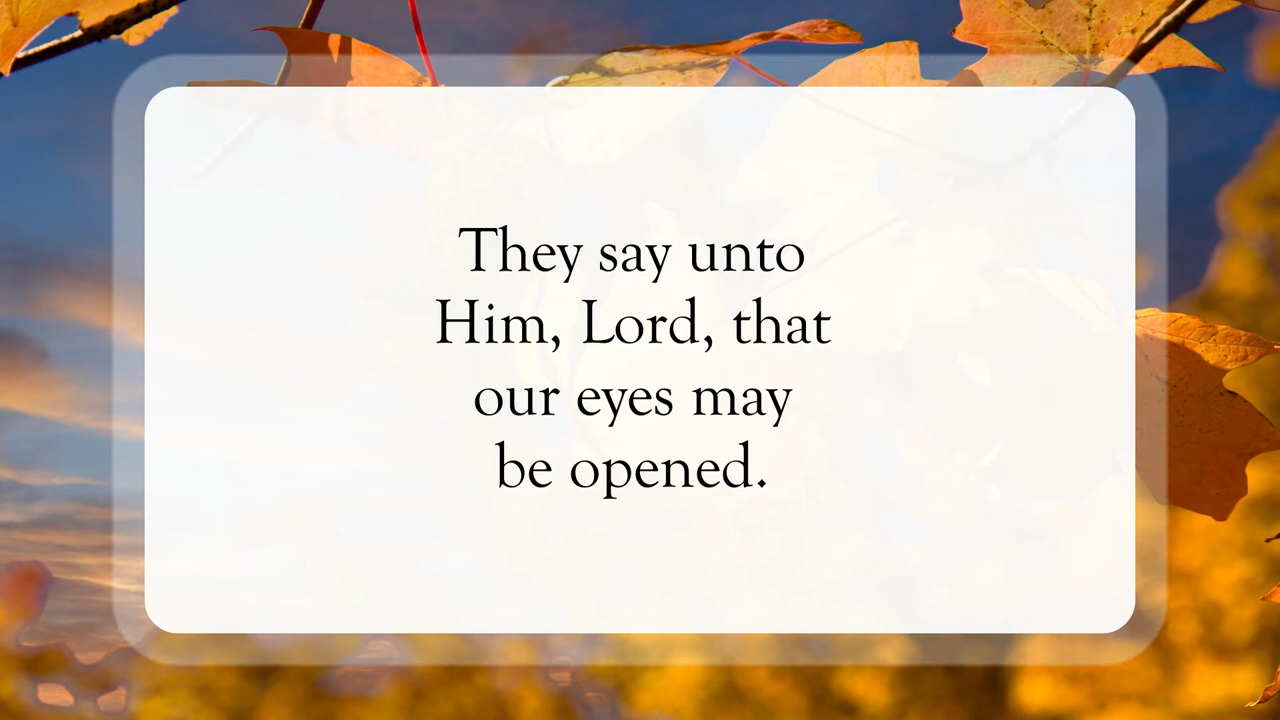 They say unto
Him, Lord, that
our eyes may
be opened.